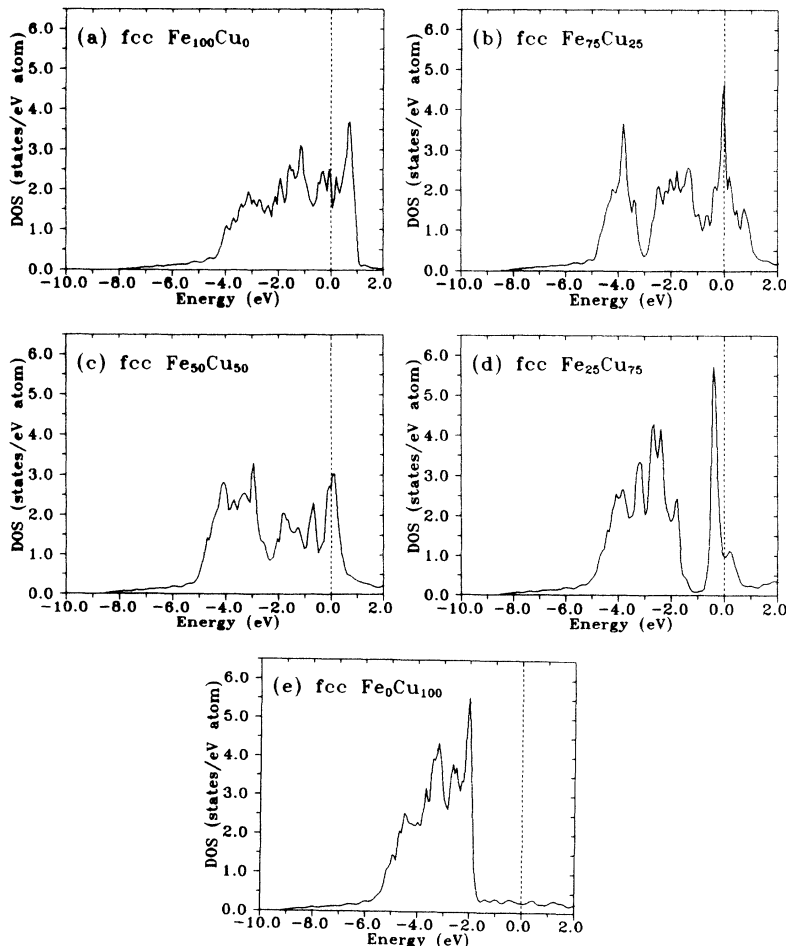 (a) fcc Fe₁₀₀Cu₀
DOS (states/eV atom)
6.0
5.0
4.0
3.0
2.0
1.0
0.0
-10.0 -8.0 -6.0 -4.0 -2.0 0.0 2.0
Energy (eV)
(b) fcc Fe₇₅Cu₂₅
DOS (states/eV atom)
6.0
5.0
4.0
3.0
2.0
1.0
0.0
-10.0 -8.0 -6.0 -4.0 -2.0 0.0 2.0
Energy (eV)
(c) fcc Fe₅₀Cu₅₀
DOS (states/eV atom)
6.0
5.0
4.0
3.0
2.0
1.0
0.0
-10.0 -8.0 -6.0 -4.0 -2.0 0.0 2.0
Energy (eV)
(d) fcc Fe₂₅Cu₇₅
DOS (states/eV atom)
6.0
5.0
4.0
3.0
2.0
1.0
0.0
-10.0 -8.0 -6.0 -4.0 -2.0 0.0 2.0
Energy (eV)
(e) fcc Fe₀Cu₁₀₀
DOS (states/eV atom)
6.0
5.0
4.0
3.0
2.0
1.0
0.0
-10.0 -8.0 -6.0 -4.0 -2.0 0.0 2.0
Energy (eV)